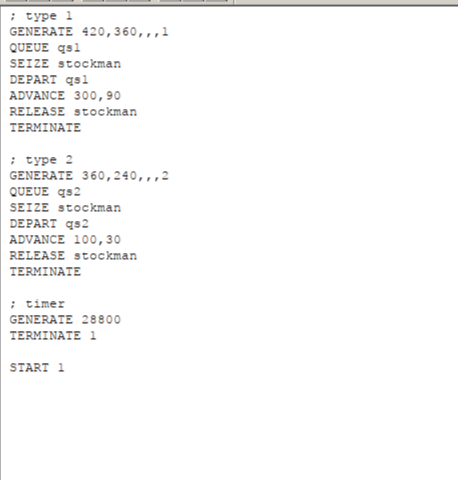 ; type 1
GENERATE 420,360,,,1
QUEUE qs1
SEIZE stockman
DEPART qs1
ADVANCE 300,90
RELEASE stockman
TERMINATE

; type 2
GENERATE 360,240,,,2
QUEUE qs2
SEIZE stockman
DEPART qs2
ADVANCE 100,30
RELEASE stockman
TERMINATE

; timer
GENERATE 28800
TERMINATE 1

START 1